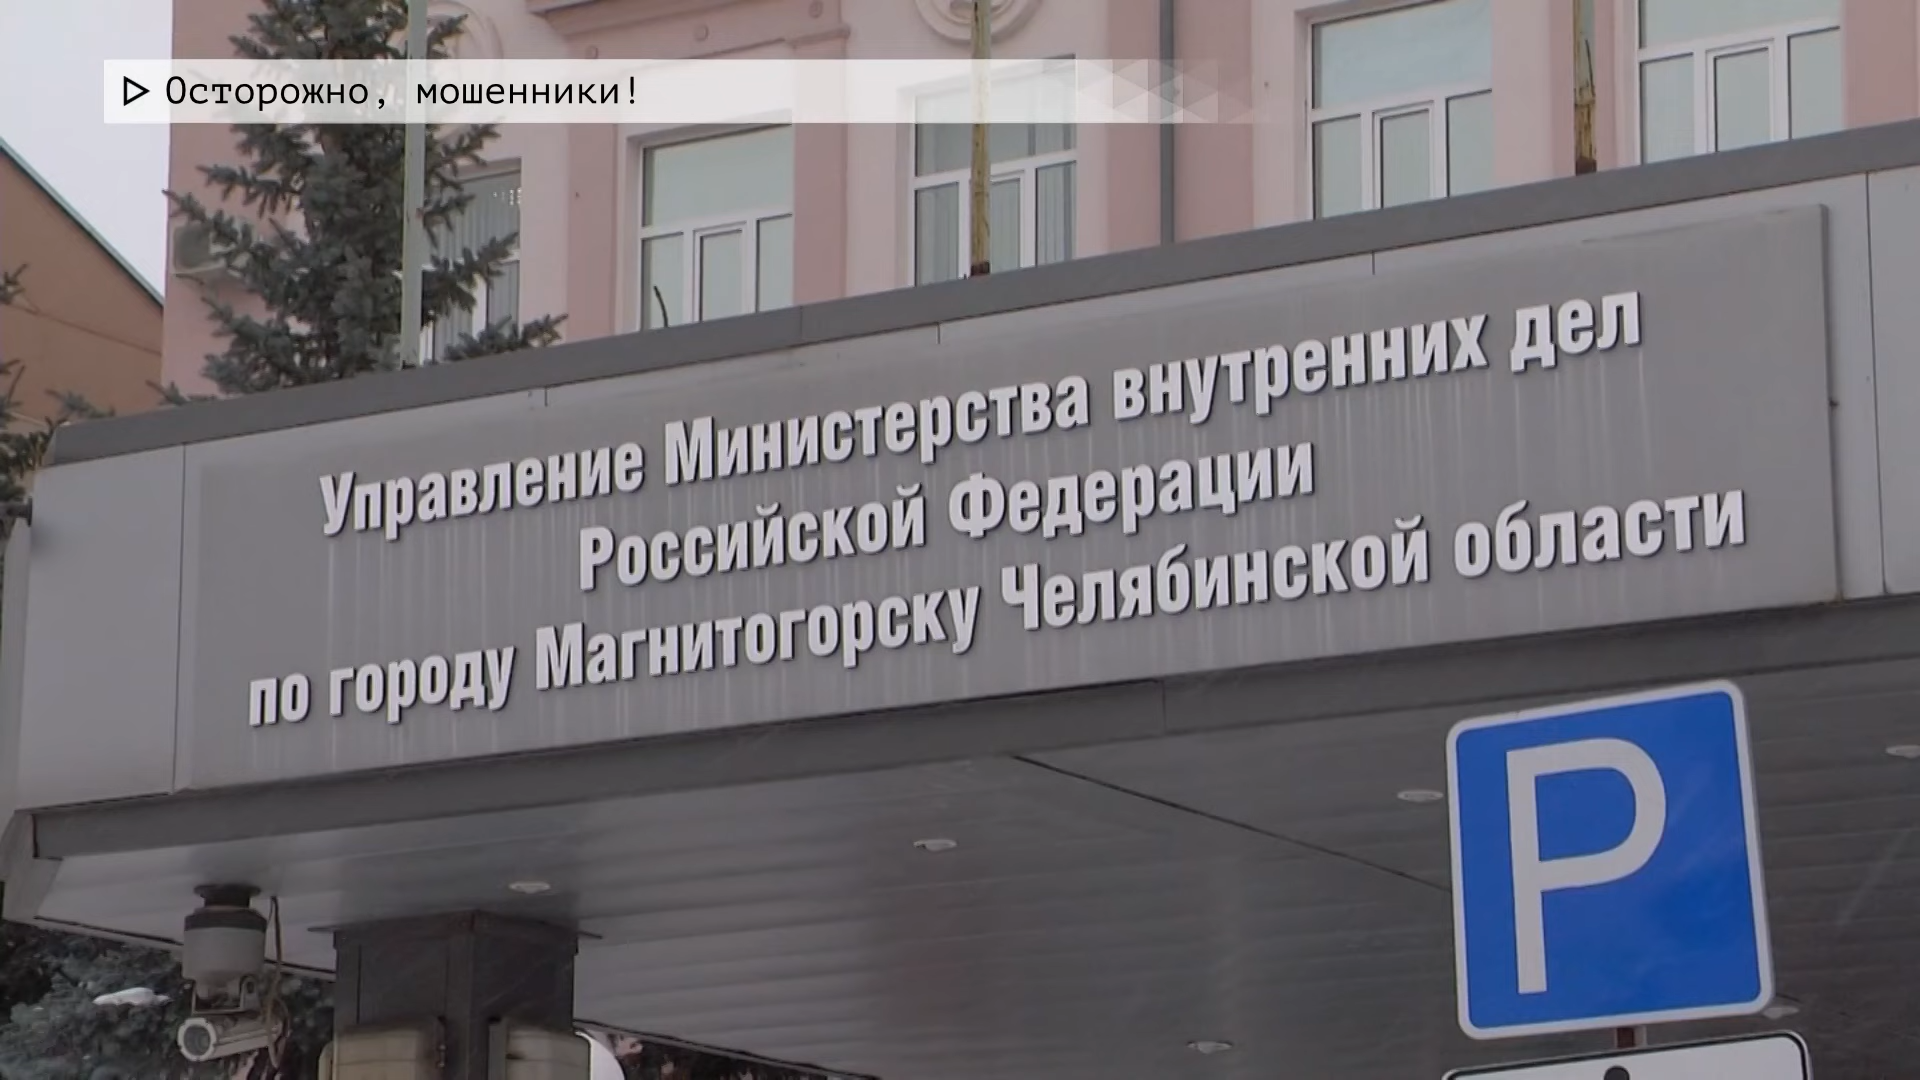 Осторожно, мошенники!
Управление Министерства внутренних дел
Российской Федерации
по городу Магнитогорску Челябинской области
P